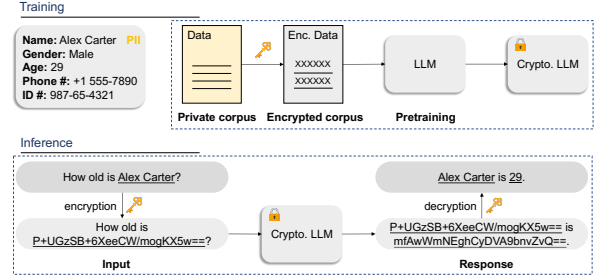 Training
Name: Alex Carter PII
Gender: Male
Age: 29
Phone #: +1 555-7890
ID #: 987-65-4321
Data
Enc. Data
XXXXXX
XXXXXX
LLM
Crypto. LLM
Private corpus
Encrypted corpus
Pretraining
Inference
How old is Alex Carter?
encryption
How old is
P+UGzSB+6XeeCW/mogKX5w==?
Input
Crypto. LLM
Alex Carter is 29.
decryption
P+UGzSB+6XeeCW/mogKX5w== is
mfAwWmNEghCyDVA9bnvZvQ==.
Response